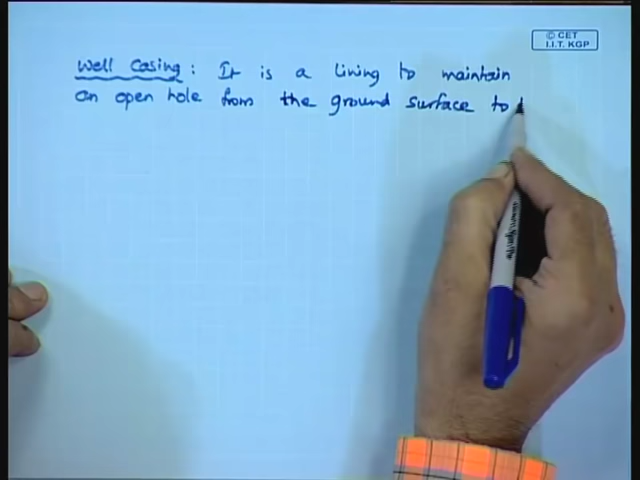 © CET
I.I.T. KGP
Well Casing : It is a lining to maintain
an open hole from the ground surface to t